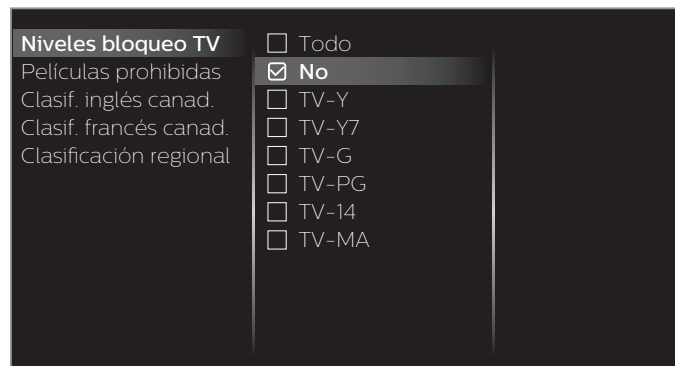 Niveles bloqueo TV
Películas prohibidas
Clasif. inglés canad.
Clasif. francés canad.
Clasificación regional
Todo
No
TV-Y
TV-Y7
TV-G
TV-PG
TV-14
TV-MA